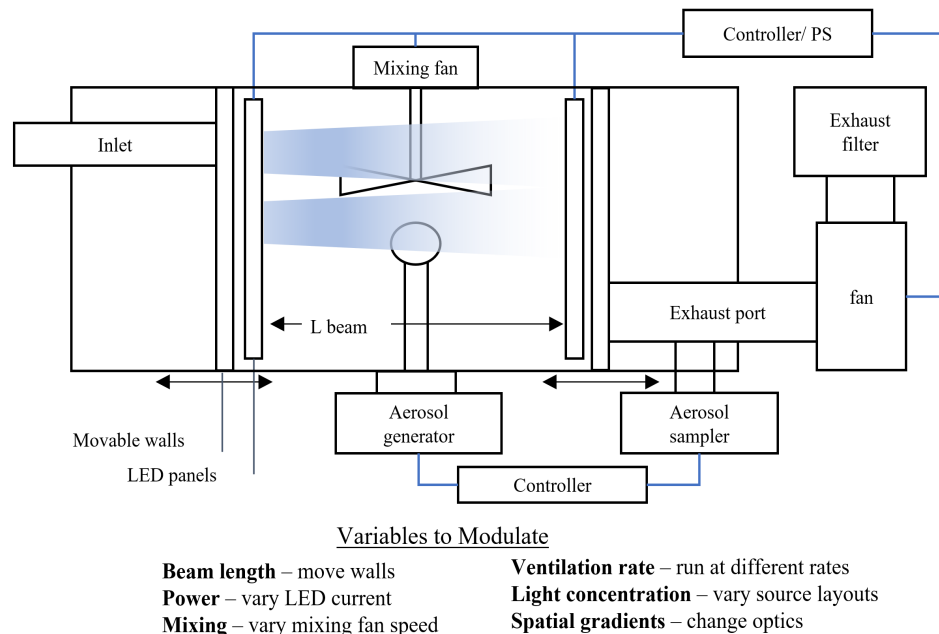 Controller/ PS
Mixing fan
Inlet
Exhaust
filter
L beam
Exhaust port
fan
Aerosol
generator
Aerosol
sampler
Movable walls
LED panels
Controller
Variables to Modulate
Beam length – move walls
Power – vary LED current
Mixing – vary mixing fan speed
Ventilation rate – run at different rates
Light concentration – vary source layouts
Spatial gradients – change optics